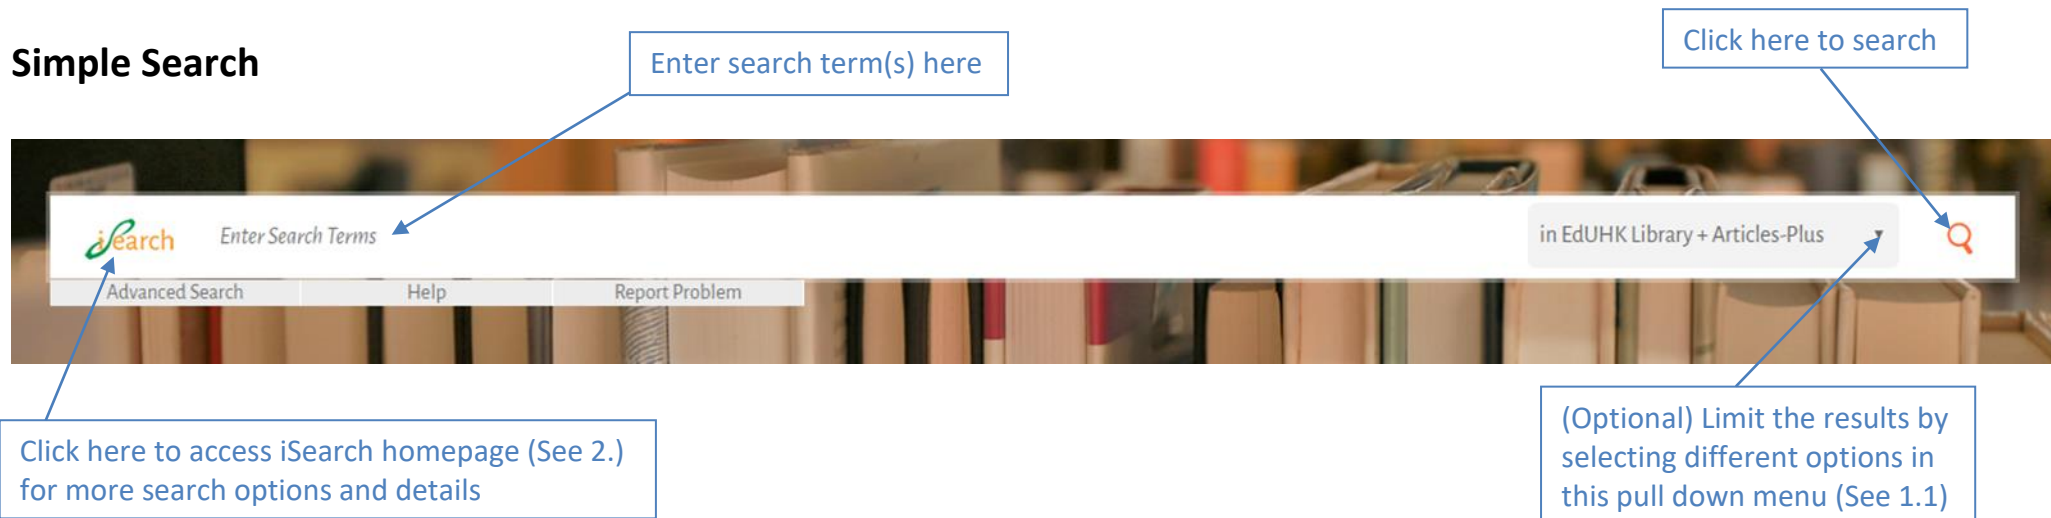 Simple Search
Enter search term(s) here
Click here to search
iSearch
Enter Search Terms
in EdUHK Library + Articles-Plus
Advanced Search
Help
Report Problem
Click here to access iSearch homepage (See 2.)
for more search options and details
(Optional) Limit the results by
selecting different options in
this pull down menu (See 1.1)